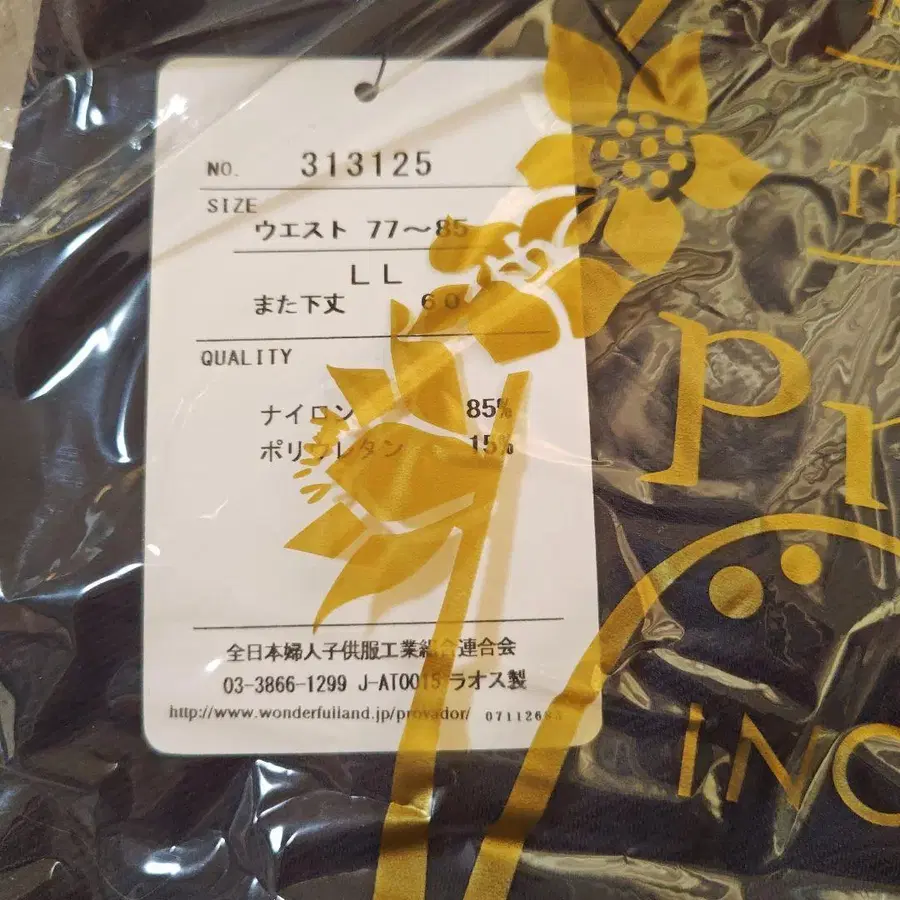 NO. 313125
SIZE
ウエスト 77～85
LL
また下丈 60
QUALITY
ナイロン 85%
ポリウレタン 15%
全日本婦人子供服工業組合連合会
03-3866-1299 J-AT0015 ラオス製
http://www.wonderfulland.jp/provador/